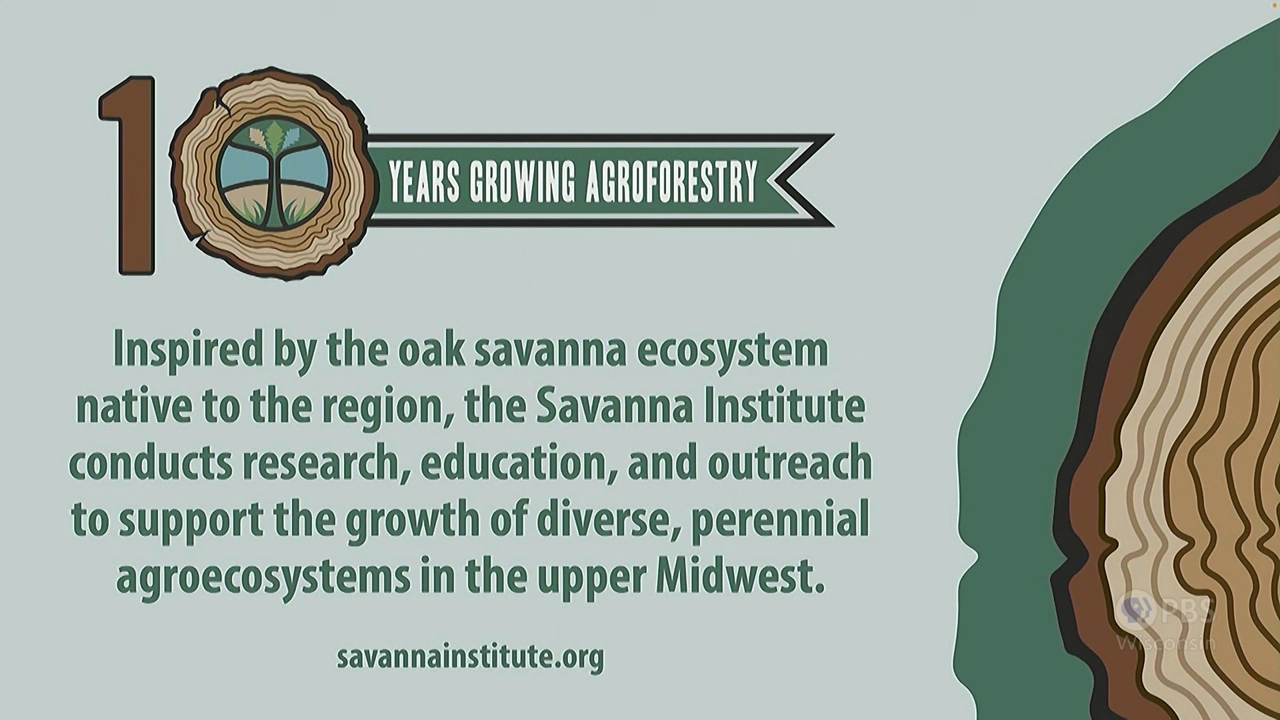 10
YEARS GROWING AGROFORESTRY
Inspired by the oak savanna ecosystem
native to the region, the Savanna Institute
conducts research, education, and outreach
to support the growth of diverse, perennial
agroecosystems in the upper Midwest.
savannainstitute.org
PBS
Wisconsin